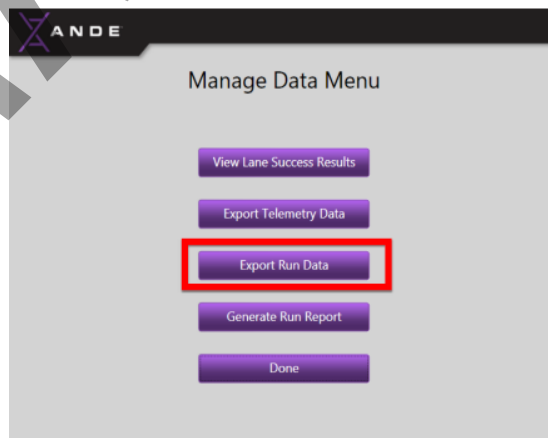 ANDE
Manage Data Menu
View Lane Success Results
Export Telemetry Data
Export Run Data
Generate Run Report
Done